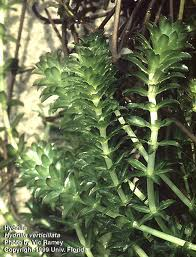 Hydrilla
Hydrilla verticillata
Photo by Vic Ramey
Copyright 1999 Univ. Florida